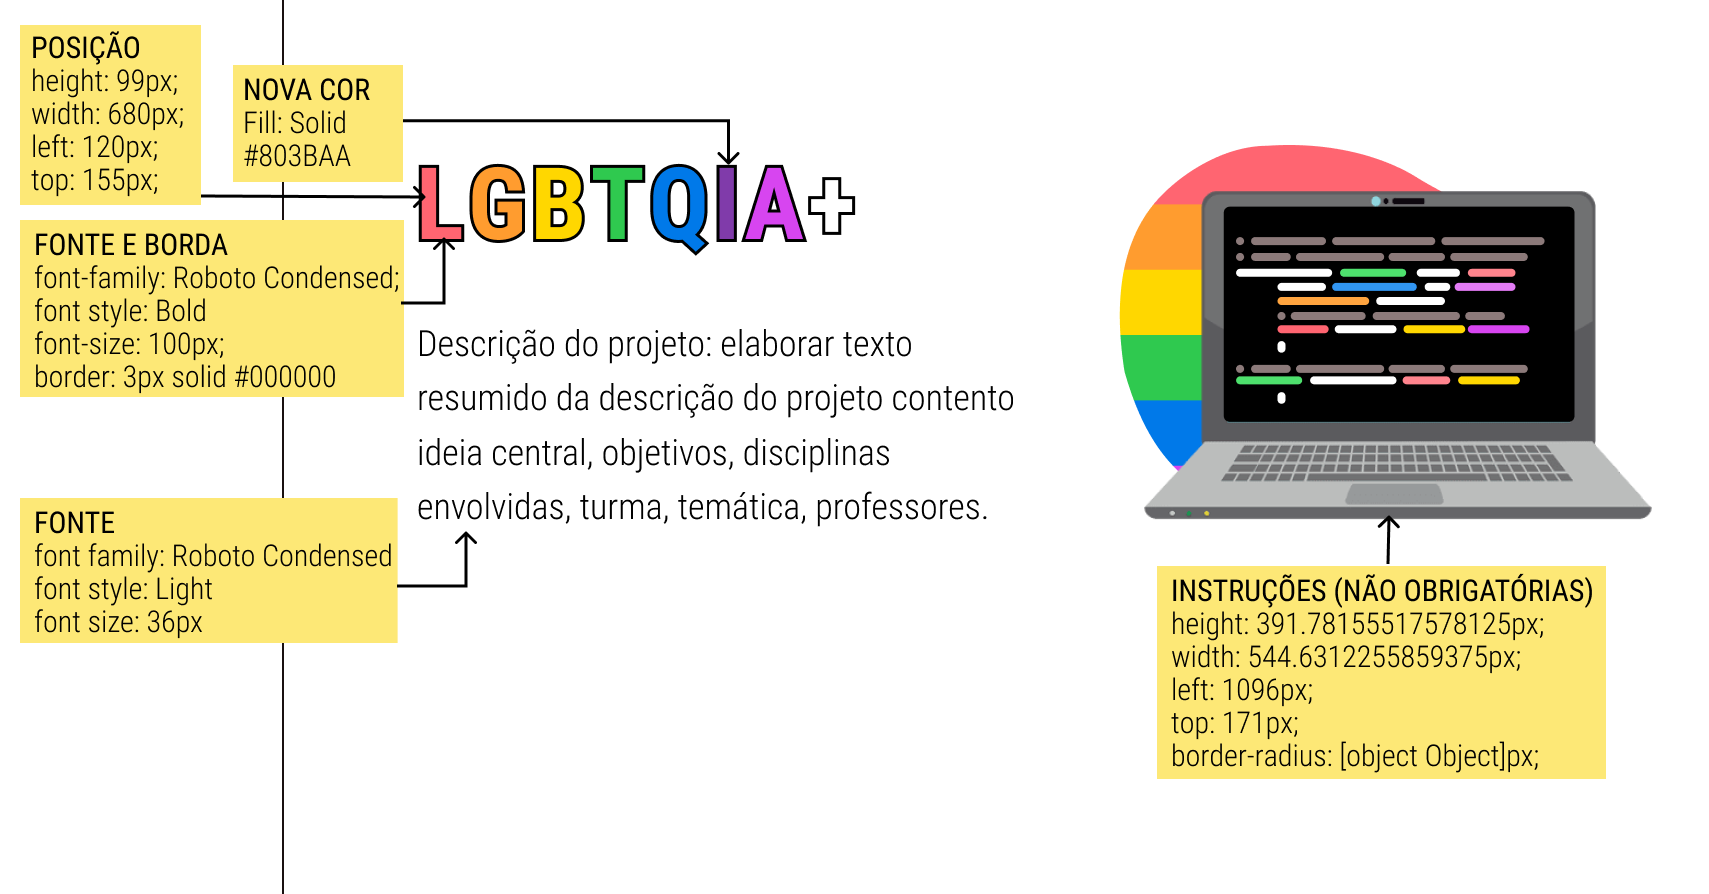 POSIÇÃO
height: 99px;
width: 680px;
left: 120px;
top: 155px;
NOVA COR
Fill: Solid
#803BAA
LGBTQIA+
FONTE E BORDA
font-family: Roboto Condensed;
font style: Bold
font-size: 100px;
border: 3px solid #000000
Descrição do projeto: elaborar texto
resumido da descrição do projeto contento
ideia central, objetivos, disciplinas
envolvidas, turma, temática, professores.
FONTE
font family: Roboto Condensed
font style: Light
font size: 36px
INSTRUÇÕES (NÃO OBRIGATÓRIAS)
height: 391.78155517578125px;
width: 544.6312255859375px;
left: 1096px;
top: 171px;
border-radius: [object Object]px;